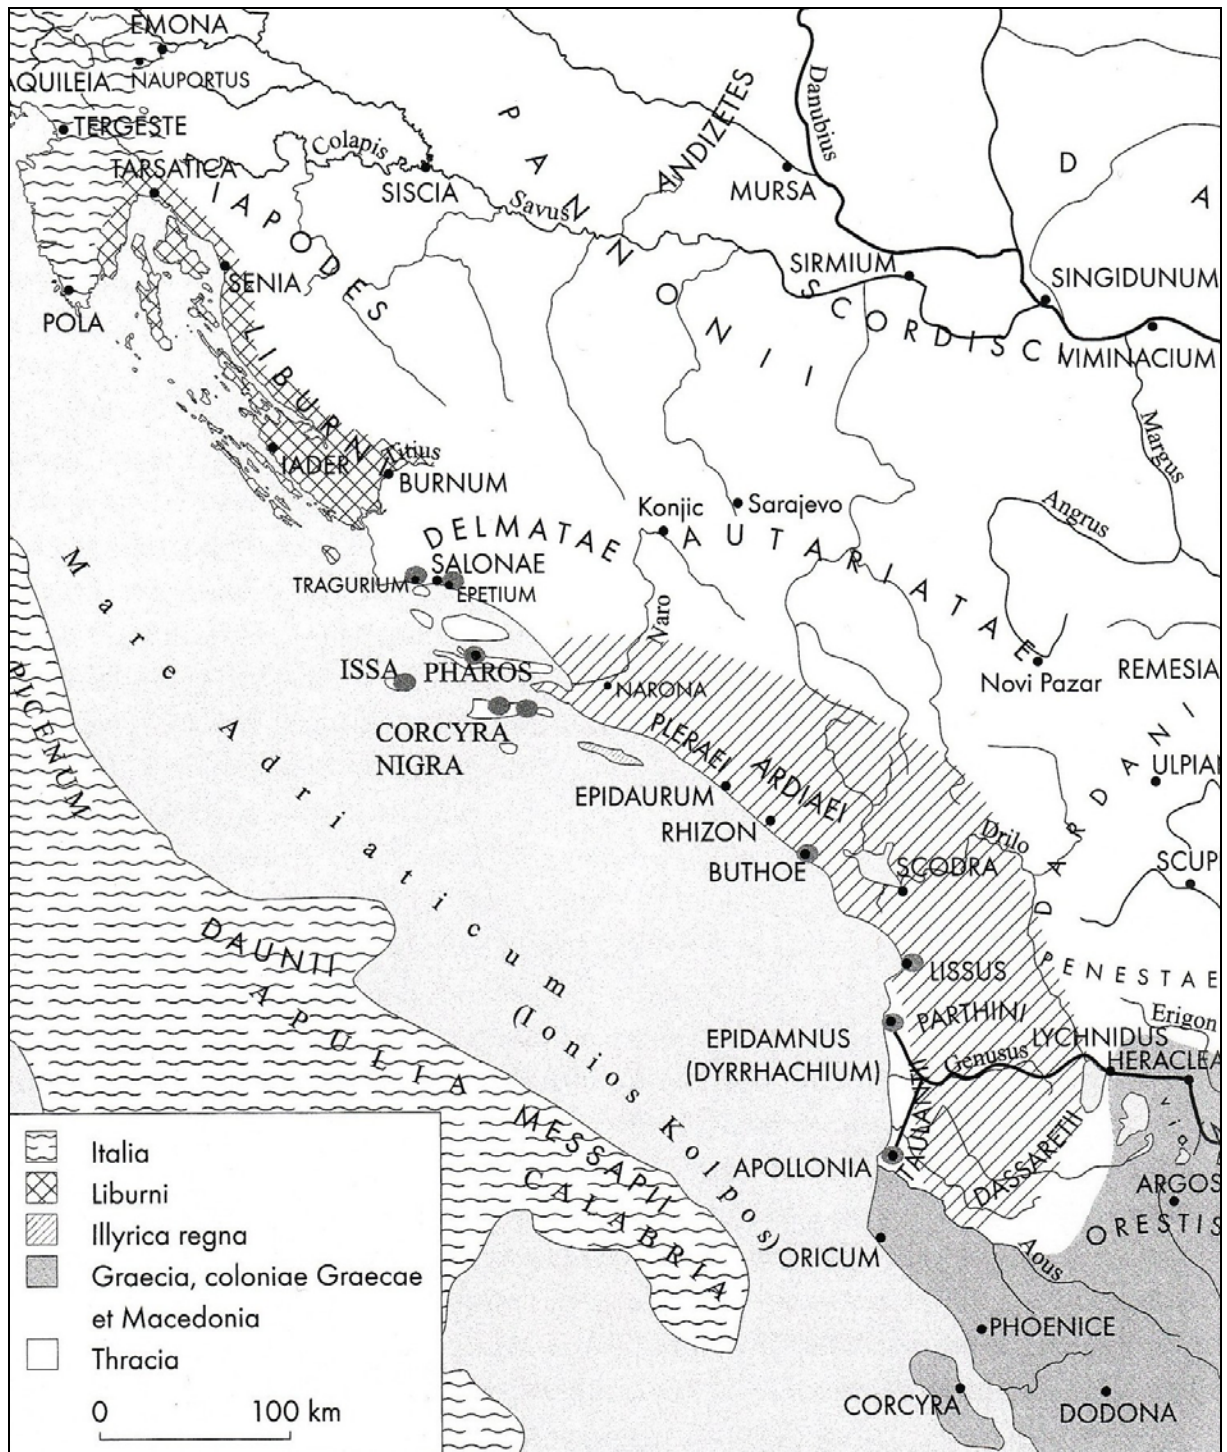 EMONA
AQUILEIA
NAUPORTUS
TERGESTE
TARSATICA
Colapis
SISCIA
IAPODES
PANNONII
ANDIZETES
Danubius
MURSA
Savus
D A
SENIA
POLA
SIRMIUM
SINGIDUNUM
SCORDISCI
VIMINACIUM
LIBURNI
Titius
IADER
BURNUM
Margus
Angrus
Konjic
Sarajevo
DELMATAE
AUTARIATAE
SALONAE
TRAGURIUM
EPETIUM
Mare Adriaticum
(Ionios Kolpos)
Naro
ISSA
PHAROS
NARONA
Novi Pazar
REMESIA
PICENUM
CORCYRA
NIGRA
PLERAEI
ARDIAEI
DARDANI
ULPIAN
EPIDAURUM
RHIZON
BUTHOE
Drilo
SCODRA
SCUP
DAUNII
APULIA
LISSUS
PENESTAE
PARTHINI
Erigon
EPIDAMNUS
(DYRRHACHIUM)
Genusus
LYCHNIDUS
HERACLEA
TAULANTII
MESSAPII
CALABRIA
APOLLONIA
DASSARETII
ARGOS
ORESTIS
ORICUM
Aous
PHOENICE
CORCYRA
DODONA
Italia
Liburni
Illyrica regna
Graecia, coloniae Graecae
et Macedonia
Thracia
0 100 km